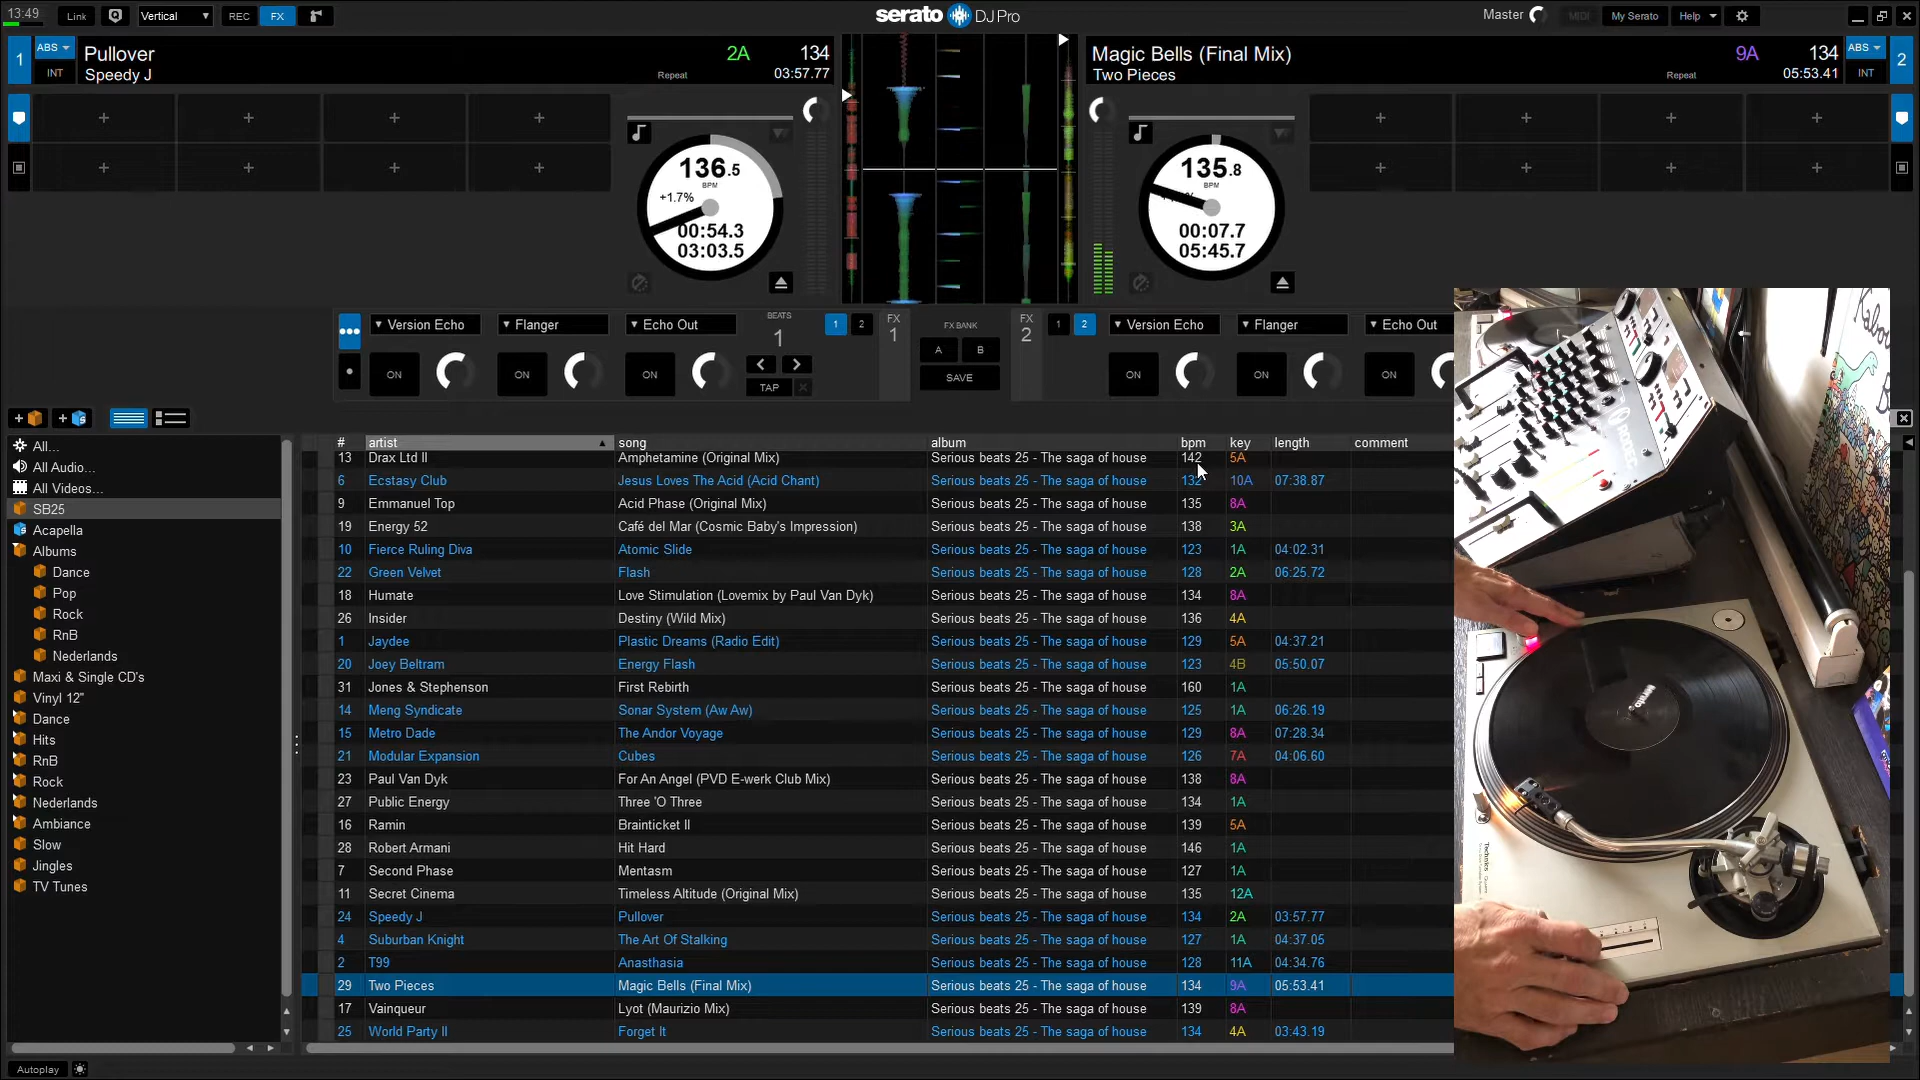 13:49 Link Vertical REC FX serato DJ Pro Master MIDI My Serato Help
1 ABS INT Pullover 2A 134
Speedy J Repeat 03:57.77
Magic Bells (Final Mix) 9A 134 ABS 2
Two Pieces Repeat 05:53.41 INT
136.5
BPM
+1.7%
00:54.3
03:03.5
135.8
BPM
00:07.7
05:45.7
Version Echo Flanger Echo Out BEATS 1 1 2 FX 1 FX BANK FX 2 1 2 Version Echo Flanger Echo Out
ON ON ON TAP A B ON ON ON
SAVE
# artist song album bpm key length comment
All...
All Audio...
All Videos...
SB25
Acapella
Albums
Dance
Pop
Rock
RnB
Nederlands
Maxi & Single CD's
Vinyl 12"
Dance
Hits
RnB
Rock
Nederlands
Ambiance
Slow
Jingles
TV Tunes
13 Drax Ltd II Amphetamine (Original Mix) Serious beats 25 - The saga of house 142 5A
6 Ecstasy Club Jesus Loves The Acid (Acid Chant) Serious beats 25 - The saga of house 132 10A 07:38.87
9 Emmanuel Top Acid Phase (Original Mix) Serious beats 25 - The saga of house 135 8A
19 Energy 52 Café del Mar (Cosmic Baby's Impression) Serious beats 25 - The saga of house 138 3A
10 Fierce Ruling Diva Atomic Slide Serious beats 25 - The saga of house 123 1A 04:02.31
22 Green Velvet Flash Serious beats 25 - The saga of house 128 2A 06:25.72
18 Humate Love Stimulation (Lovemix by Paul Van Dyk) Serious beats 25 - The saga of house 134 8A
26 Insider Destiny (Wild Mix) Serious beats 25 - The saga of house 136 4A
1 Jaydee Plastic Dreams (Radio Edit) Serious beats 25 - The saga of house 129 5A 04:37.21
20 Joey Beltram Energy Flash Serious beats 25 - The saga of house 123 4B 05:50.07
31 Jones & Stephenson First Rebirth Serious beats 25 - The saga of house 160 1A
14 Meng Syndicate Sonar System (Aw Aw) Serious beats 25 - The saga of house 125 1A 06:26.19
15 Metro Dade The Andor Voyage Serious beats 25 - The saga of house 129 8A 07:28.34
21 Modular Expansion Cubes Serious beats 25 - The saga of house 126 7A 04:06.60
23 Paul Van Dyk For An Angel (PVD E-werk Club Mix) Serious beats 25 - The saga of house 138 8A
27 Public Energy Three 'O Three Serious beats 25 - The saga of house 134 1A
16 Ramin Brainticket II Serious beats 25 - The saga of house 139 5A
28 Robert Armani Hit Hard Serious beats 25 - The saga of house 146 1A
7 Second Phase Mentasm Serious beats 25 - The saga of house 127 1A
11 Secret Cinema Timeless Altitude (Original Mix) Serious beats 25 - The saga of house 135 12A
24 Speedy J Pullover Serious beats 25 - The saga of house 134 2A 03:57.77
4 Suburban Knight The Art Of Stalking Serious beats 25 - The saga of house 127 1A 04:37.05
2 T99 Anasthasia Serious beats 25 - The saga of house 128 11A 04:34.76
29 Two Pieces Magic Bells (Final Mix) Serious beats 25 - The saga of house 134 9A 05:53.41
17 Vainqueur Lyot (Maurizio Mix) Serious beats 25 - The saga of house 139 8A
25 World Party II Forget It Serious beats 25 - The saga of house 134 4A 03:43.19
Autoplay
RODEC
serato
Technics